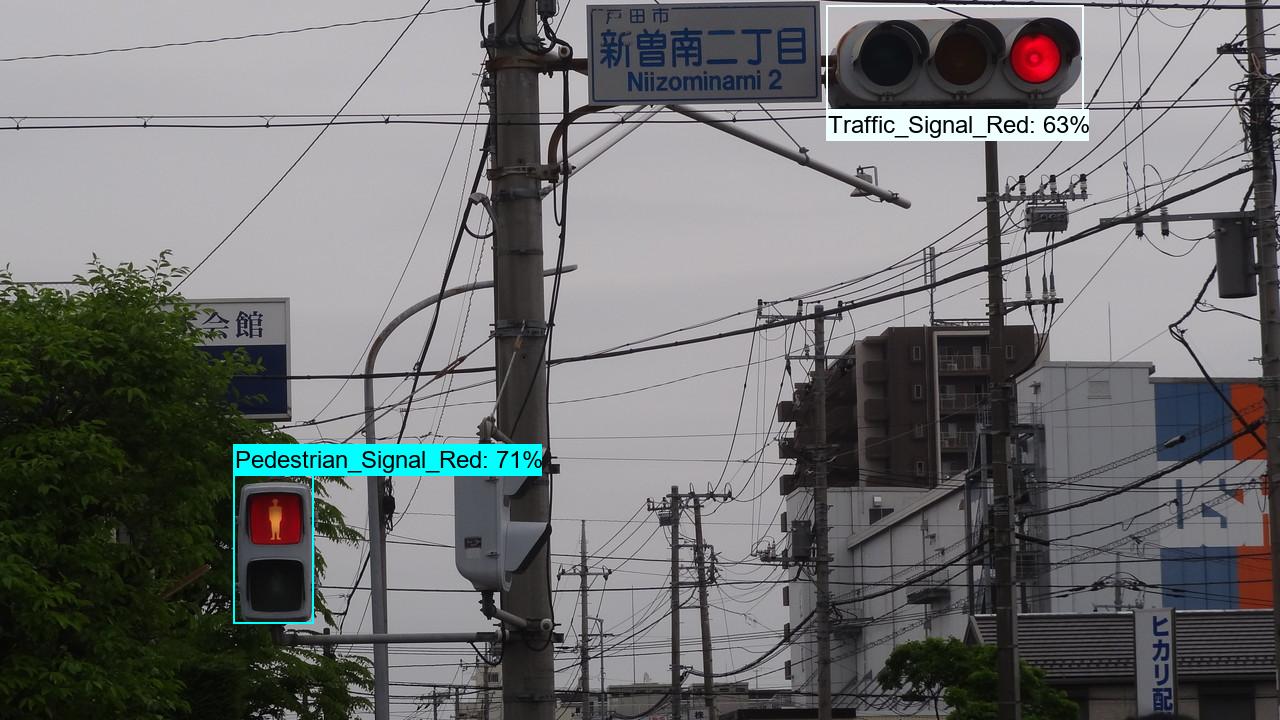 戸田市
新曽南二丁目
Niizominami 2
Traffic_Signal_Red: 63%
会館
Pedestrian_Signal_Red: 71%
ヒカリ配